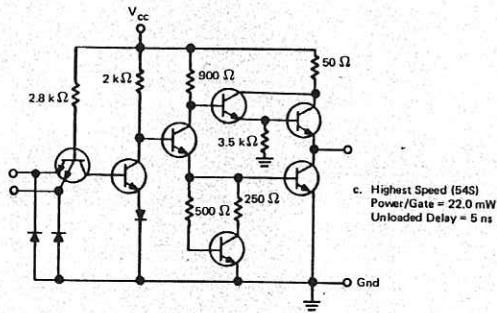 Vcc
2.8 kΩ
2 kΩ
900 Ω
50 Ω
3.5 kΩ
500 Ω
250 Ω
c. Highest Speed (54S)
Power/Gate = 22.0 mW
Unloaded Delay = 5 ns
Gnd